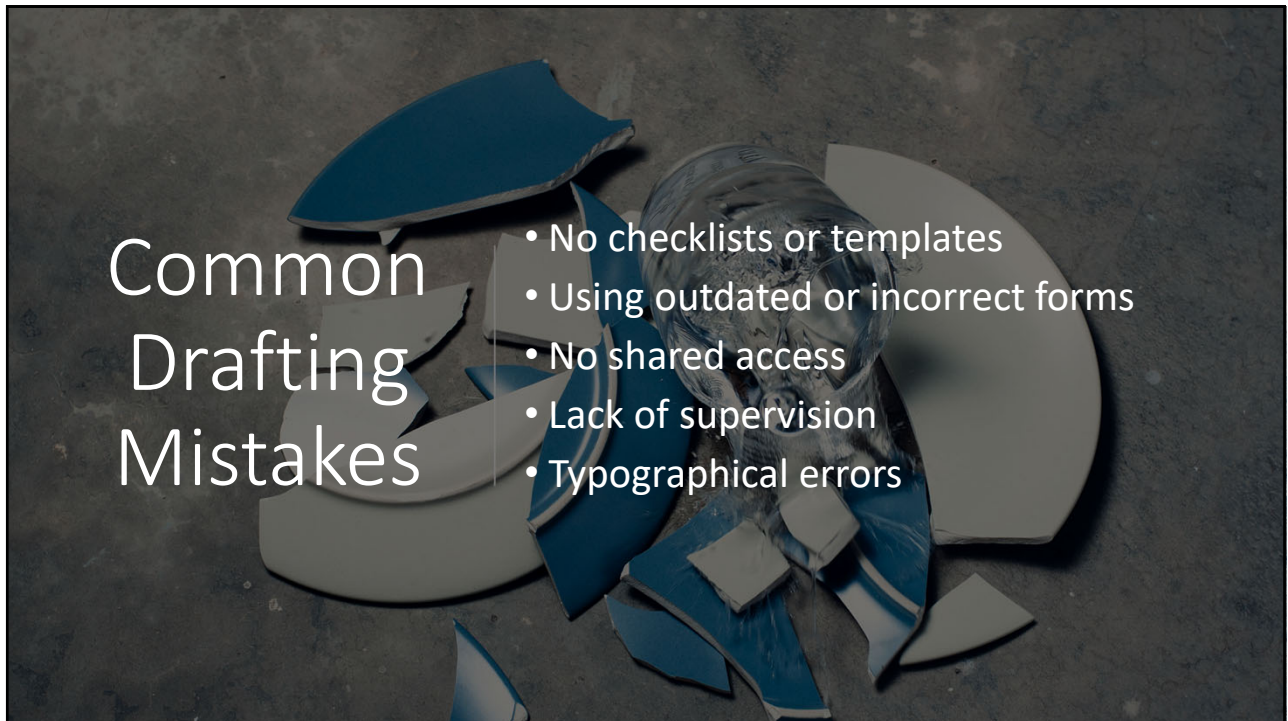 Common
Drafting
Mistakes
• No checklists or templates
• Using outdated or incorrect forms
• No shared access
• Lack of supervision
• Typographical errors